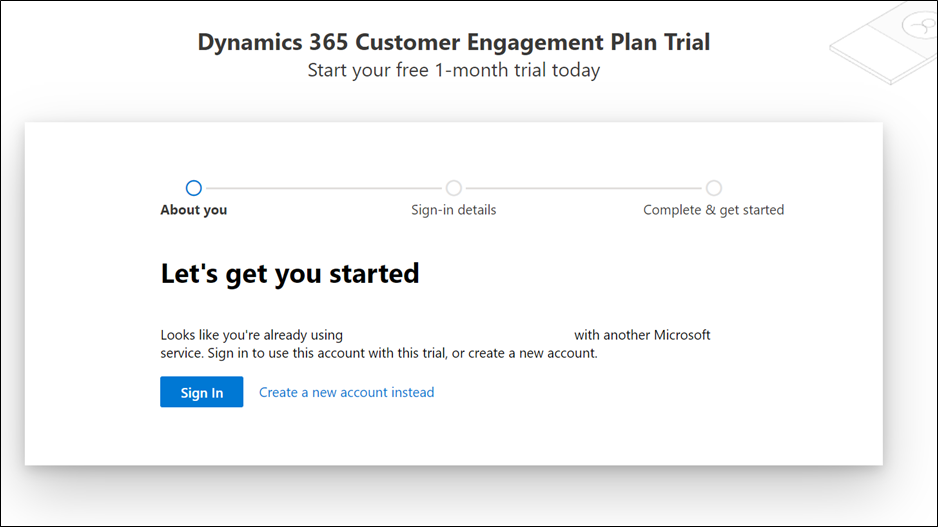 Dynamics 365 Customer Engagement Plan Trial
Start your free 1-month trial today
About you
Sign-in details
Complete & get started
Let's get you started
Looks like you're already using with another Microsoft
service. Sign in to use this account with this trial, or create a new account.
Sign In
Create a new account instead